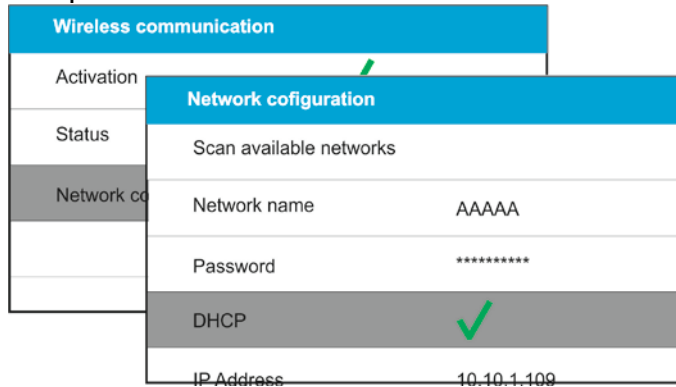 Wireless communication
Activation
Status
Network co
Network cofiguration
Scan available networks
Network name AAAAA
Password **********
DHCP
IP Address 10.10.1.109